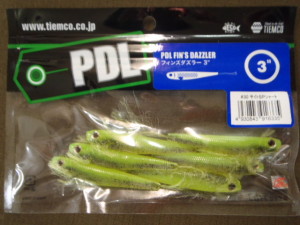 www.tiemco.co.jp
TIEMCO
PDL
PDL FIN'S DAZZLER
フィンズダズラー 3"
3"